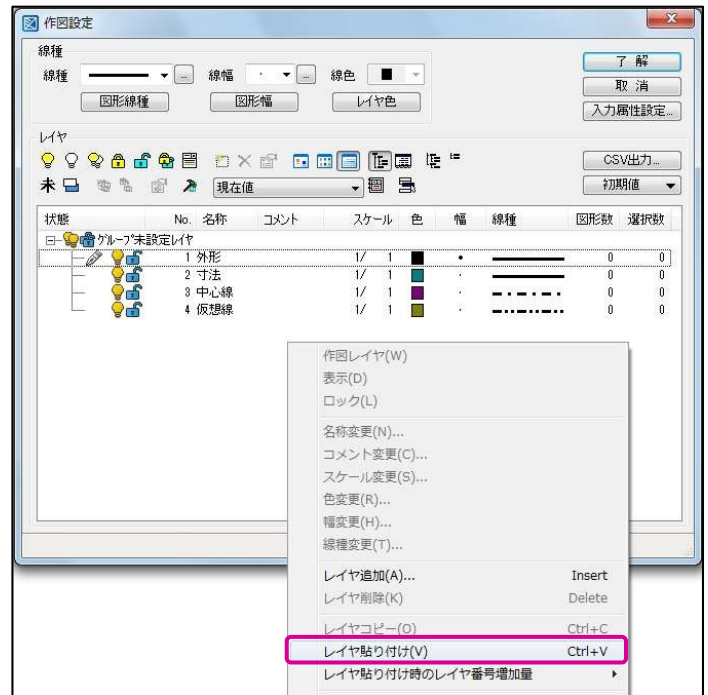 作図設定
線種
線種 線幅 線色
図形線種 図形幅 レイヤ色
了 解
取 消
入力属性設定...
レイヤ
CSV出力...
未 現在値 初期値
状態 No. 名称 コメント スケール 色 幅 線種 図形数 選択数
グループ未設定レイヤ
1 外形 1/ 1 0 0
2 寸法 1/ 1 0 0
3 中心線 1/ 1 0 0
4 仮想線 1/ 1 0 0
作図レイヤ(W)
表示(D)
ロック(L)
名称変更(N)...
コメント変更(C)...
スケール変更(S)...
色変更(R)...
幅変更(H)...
線種変更(T)...
レイヤ追加(A)... Insert
レイヤ削除(K) Delete
レイヤコピー(O) Ctrl+C
レイヤ貼り付け(V) Ctrl+V
レイヤ貼り付け時のレイヤ番号増加量